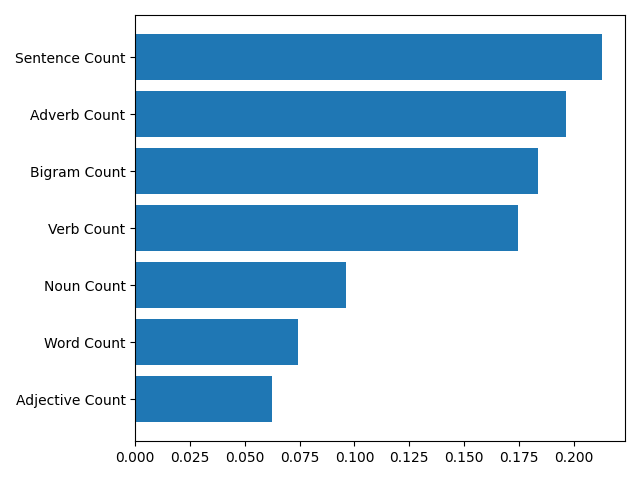 Sentence Count
Adverb Count
Bigram Count
Verb Count
Noun Count
Word Count
Adjective Count
0.000 0.025 0.050 0.075 0.100 0.125 0.150 0.175 0.200